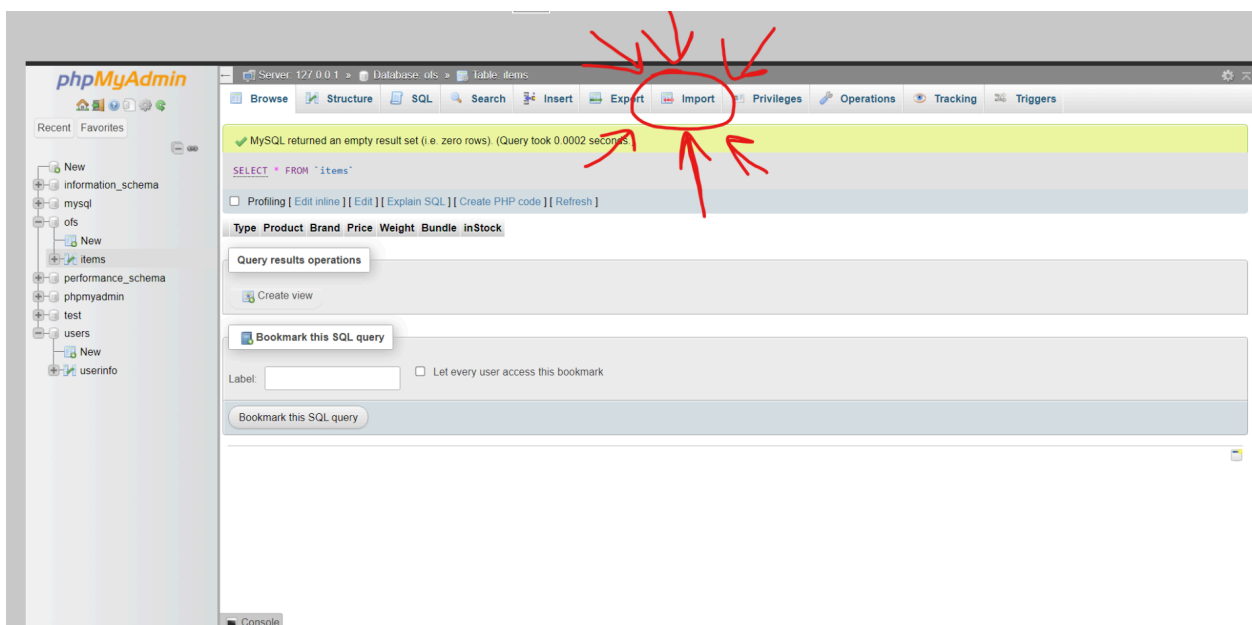 phpMyAdmin
Recent Favorites
New
information_schema
mysql
ofs
New
items
performance_schema
phpmyadmin
test
users
New
userinfo
Server: 127.0.0.1 » Database: ofs » Table: items
Browse Structure SQL Search Insert Export Import Privileges Operations Tracking Triggers
MySQL returned an empty result set (i.e. zero rows). (Query took 0.0002 seconds.)
SELECT * FROM `items`
Profiling [ Edit inline ] [ Edit ] [ Explain SQL ] [ Create PHP code ] [ Refresh ]
Type Product Brand Price Weight Bundle inStock
Query results operations
Create view
Bookmark this SQL query
Label: Let every user access this bookmark
Bookmark this SQL query
Console